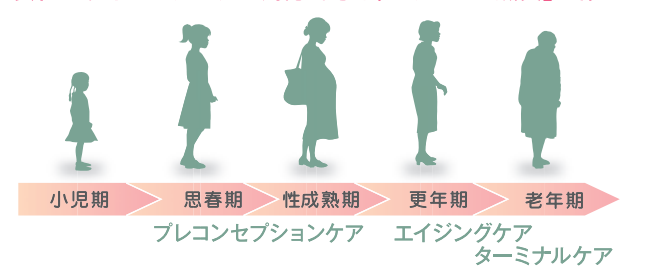 小児期 思春期 性成熟期 更年期 老年期
プレコンセプションケア エイジングケア
ターミナルケア